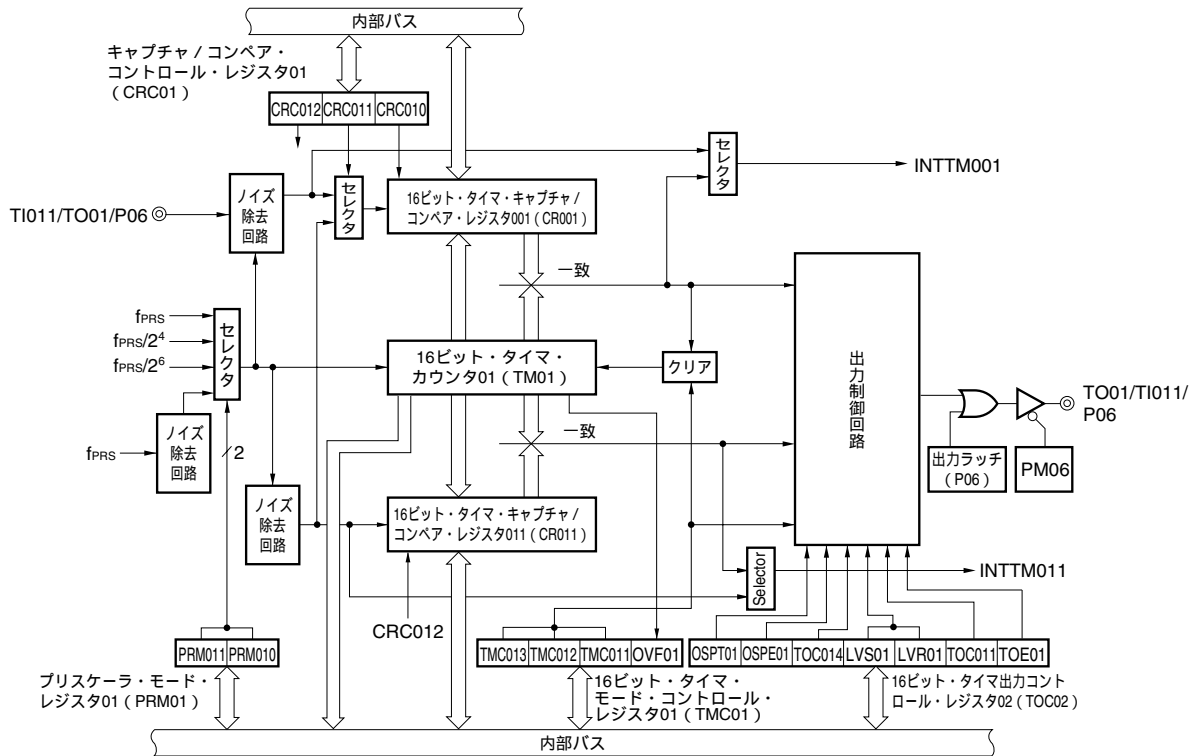 内部バス
キャプチャ / コンペア・
コントロール・レジスタ01
（CRC01）
CRC012 CRC011 CRC010
セレクタ
INTTM001
ノイズ
除去
回路
セレクタ
16ビット・タイマ・キャプチャ /
コンペア・レジスタ001（CR001）
TI011/TO01/P06
一致
fPRS
fPRS/2⁴
fPRS/2⁶
セレクタ
16ビット・タイマ・
カウンタ01（TM01）
クリア
出力制御回路
TO01/TI011/
P06
fPRS
ノイズ
除去
回路
2
一致
出力ラッチ
（P06）
PM06
ノイズ
除去
回路
16ビット・タイマ・キャプチャ /
コンペア・レジスタ011（CR011）
Selector
INTTM011
CRC012
PRM011 PRM010
TMC013 TMC012 TMC011 OVF01
OSPT01 OSPE01 TOC014 LVS01 LVR01 TOC011 TOE01
プリスケーラ・モード・
レジスタ01（PRM01）
16ビット・タイマ・
モード・コントロール・
レジスタ01（TMC01）
16ビット・タイマ出力コント
ロール・レジスタ02（TOC02）
内部バス